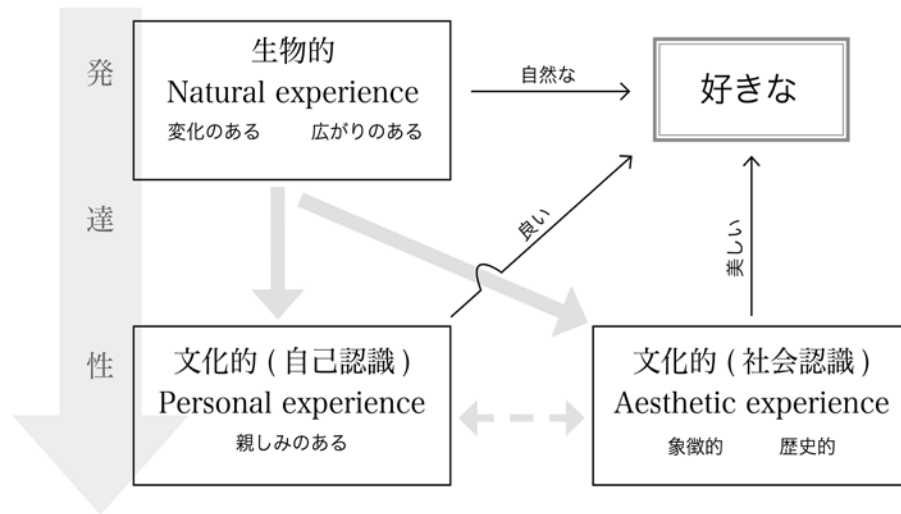 発
達
性
生物的
Natural experience
変化のある 広がりのある
自然な
好きな
良い
美しい
文化的 ( 自己認識 )
Personal experience
親しみのある
文化的 ( 社会認識 )
Aesthetic experience
象徴的 歴史的